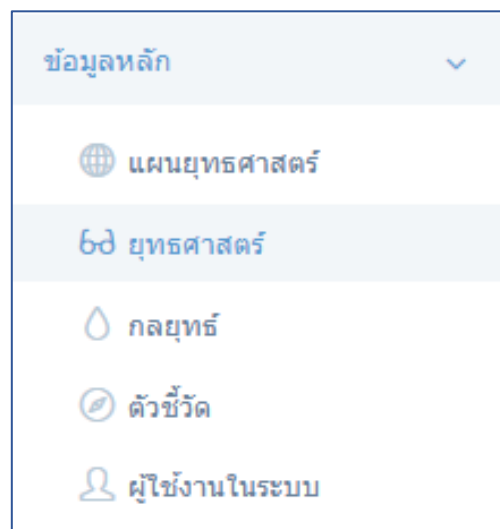 ข้อมูลหลัก
แผนยุทธศาสตร์
ยุทธศาสตร์
กลยุทธ์
ตัวชี้วัด
ผู้ใช้งานในระบบ